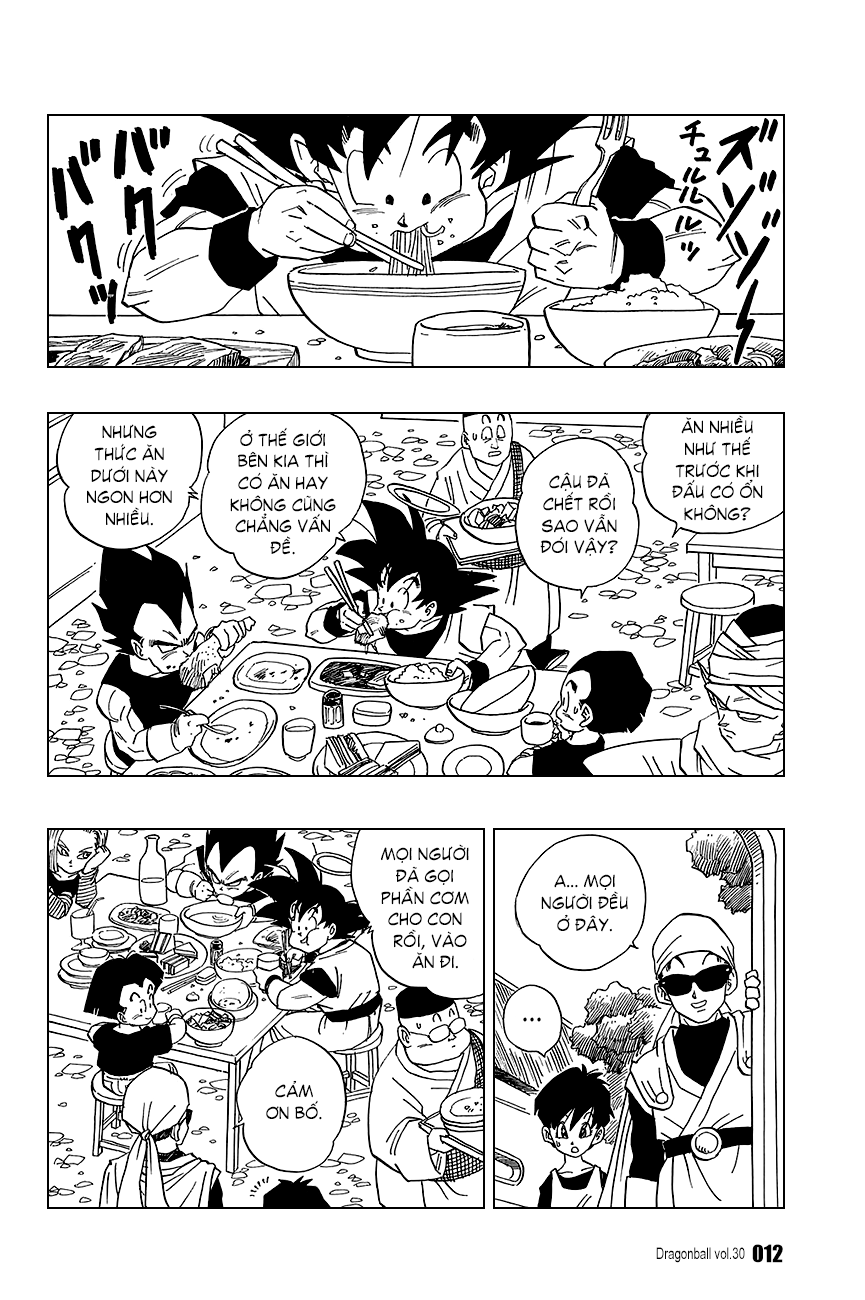 バグ
バク
バク
チュルルルッ
ズゾゾゾー
ĂN NHIỀU
NHƯ THẾ
TRƯỚC KHI
ĐẤU CÓ ỔN
KHÔNG?
CẬU ĐÃ
CHẾT RỒI
SAO VẪN
ĐÓI VẬY?
Ở THẾ GIỚI
BÊN KIA THÌ
CÓ ĂN HAY
KHÔNG CŨNG
CHẲNG VẤN
ĐỀ.
NHƯNG
THỨC ĂN
DƯỚI NÀY
NGON HƠN
NHIỀU.
A... MỌI
NGƯỜI ĐỀU
Ở ĐÂY.
...
MỌI NGƯỜI
ĐÃ GỌI
PHẦN CƠM
CHO CON
RỒI, VÀO
ĂN ĐI.
CẢM
ƠN BỐ.
Dragonball vol.30 012